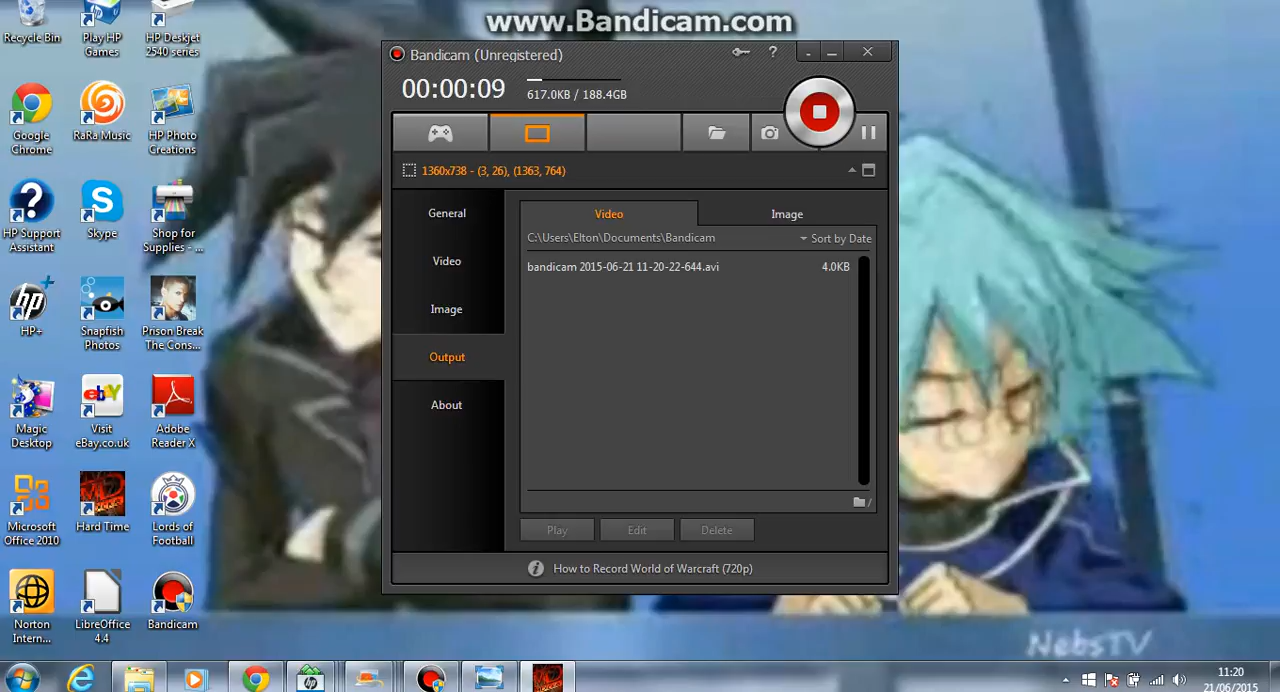 www.Bandicam.com
Bandicam (Unregistered)
?
00:00:09
617.0KB / 188.4GB
1360x738 - (3, 26), (1363, 764)
General
Video
Image
Output
About
Video
Image
C:\Users\Elton\Documents\Bandicam
Sort by Date
bandicam 2015-06-21 11-20-22-644.avi
4.0KB
Play
Edit
Delete
How to Record World of Warcraft (720p)
Recycle Bin
Play HP
Games
HP Deskjet
2540 series
Google
Chrome
RaRa Music
HP Photo
Creations
HP Support
Assistant
Skype
Shop for
Supplies - ...
HP+
Snapfish
Photos
Prison Break
The Cons...
Magic
Desktop
Visit
eBay.co.uk
Adobe
Reader X
Microsoft
Office 2010
Hard Time
Lords of
Football
Norton
Intern...
LibreOffice
4.4
Bandicam
NebsTV
11:20
21/06/2015